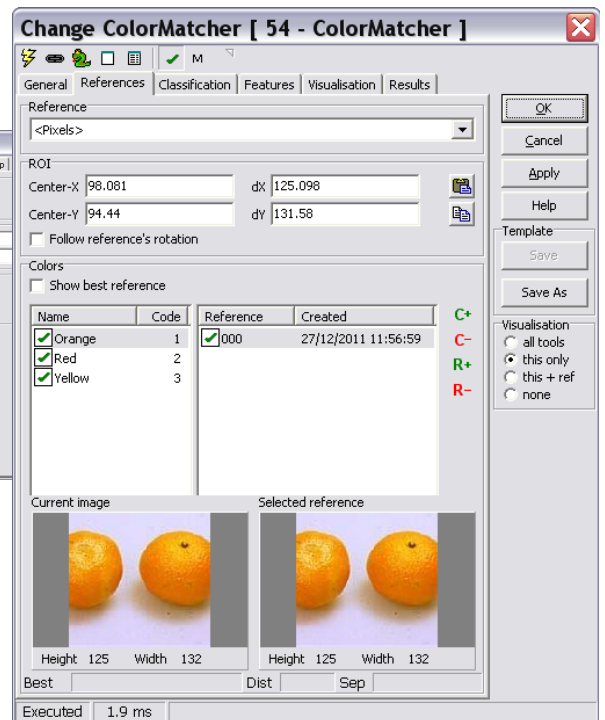 Change ColorMatcher [ 54 - ColorMatcher ]
M
General References Classification Features Visualisation Results
Reference
<Pixels>
ROI
Center-X 98.081 dX 125.098
Center-Y 94.44 dY 131.58
Follow reference's rotation
Colors
Show best reference
Name Code
Orange 1
Red 2
Yellow 3
Reference Created
000 27/12/2011 11:56:59
C+
C-
R+
R-
Current image
Height 125 Width 132
Selected reference
Height 125 Width 132
Best Dist Sep
Executed 1.9 ms
OK
Cancel
Apply
Help
Template
Save
Save As
Visualisation
all tools
this only
this + ref
none